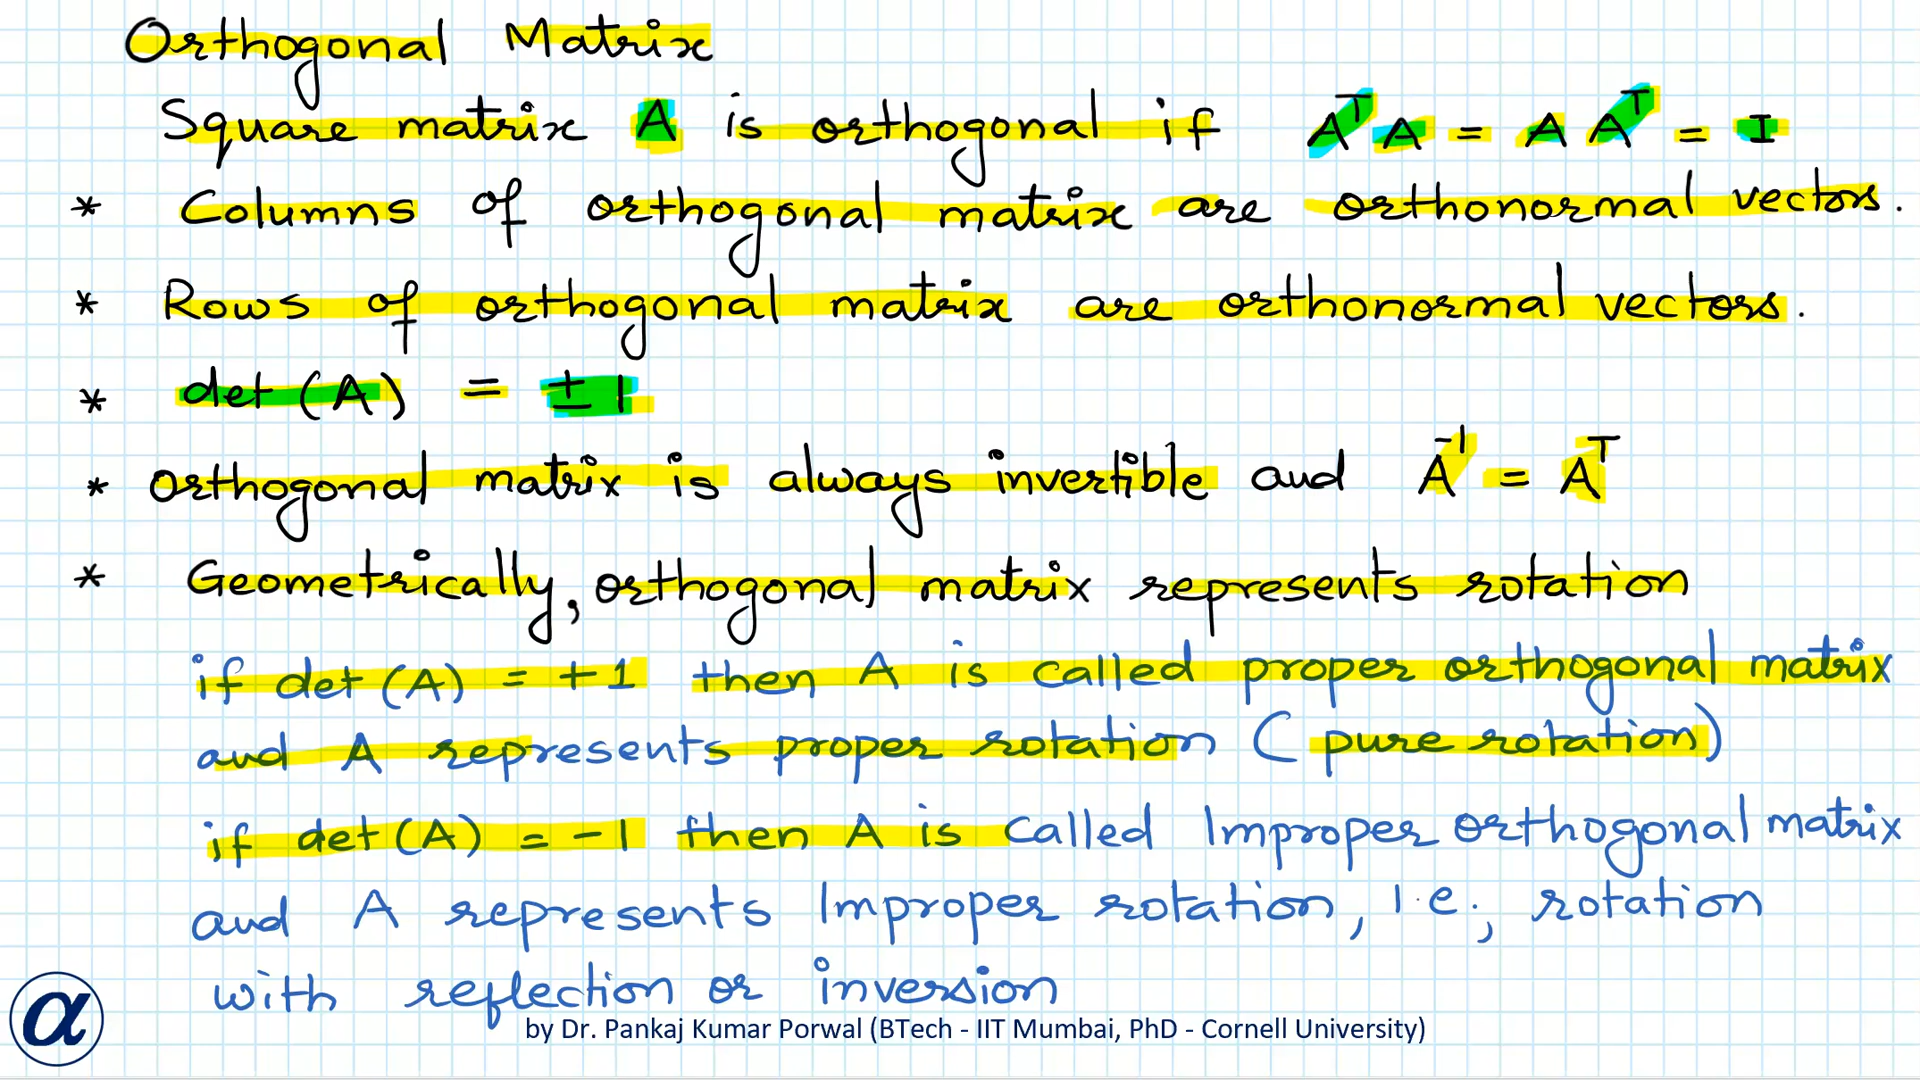 Orthogonal Matrix
Square matrix A is orthogonal if AᵀA = AAᵀ = I
* Columns of orthogonal matrix are orthonormal vectors.
* Rows of orthogonal matrix are orthonormal vectors.
* det (A) = ± 1
* Orthogonal matrix is always invertible and A⁻¹ = Aᵀ
* Geometrically, orthogonal matrix represents rotation
if det (A) = +1 then A is called proper orthogonal matrix
and A represents proper rotation (pure rotation)
if det (A) = -1 then A is called Improper orthogonal matrix
and A represents Improper rotation, i.e., rotation
with reflection or inversion
α
by Dr. Pankaj Kumar Porwal (BTech - IIT Mumbai, PhD - Cornell University)